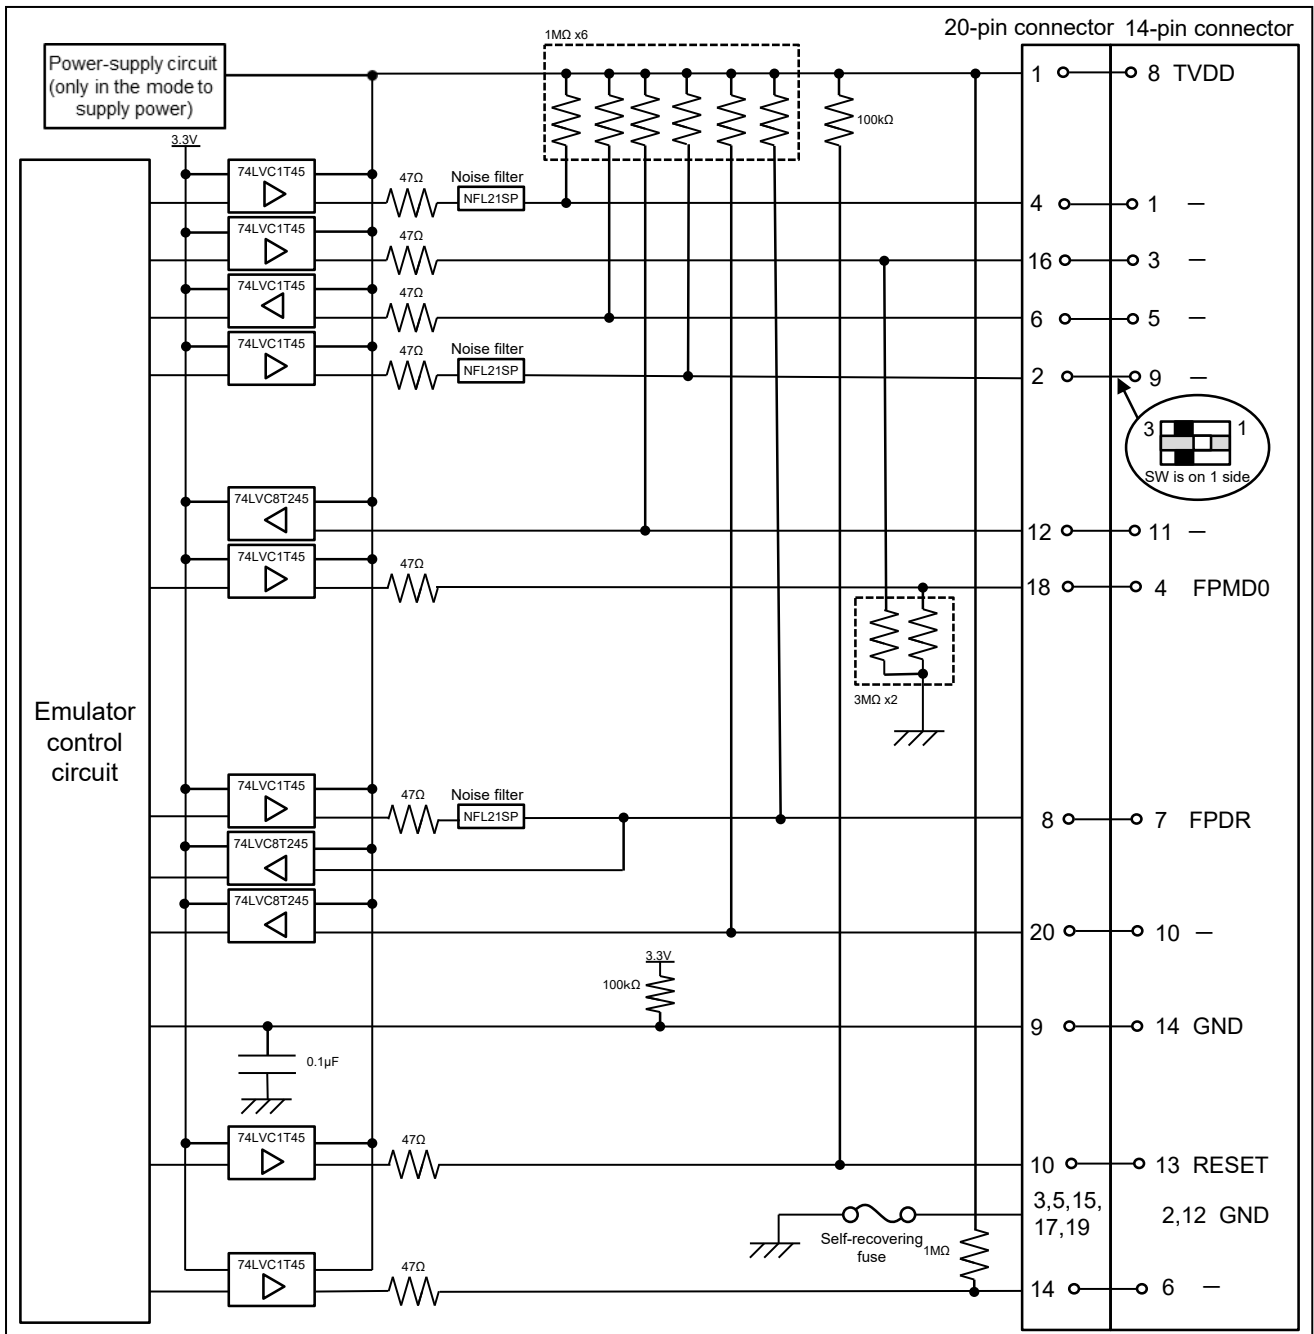 20-pin connector 14-pin connector
1MΩ x6
Power-supply circuit
(only in the mode to
supply power)
1 8 TVDD
100kΩ
3.3V
74LVC1T45
47Ω Noise filter
NFL21SP
4 1 —
74LVC1T45
47Ω
16 3 —
74LVC1T45
47Ω
6 5 —
74LVC1T45
47Ω Noise filter
NFL21SP
2 9 —
3 1
SW is on 1 side
74LVC8T245
12 11 —
74LVC1T45
47Ω
18 4 FPMD0
3MΩ x2
Emulator
control
circuit
74LVC1T45
47Ω Noise filter
NFL21SP
8 7 FPDR
74LVC8T245
74LVC8T245
20 10 —
3.3V
100kΩ
9 14 GND
0.1µF
74LVC1T45
47Ω
10 13 RESET
3,5,15,
17,19
2,12 GND
Self-recovering
fuse
1MΩ
74LVC1T45
47Ω
14 6 —